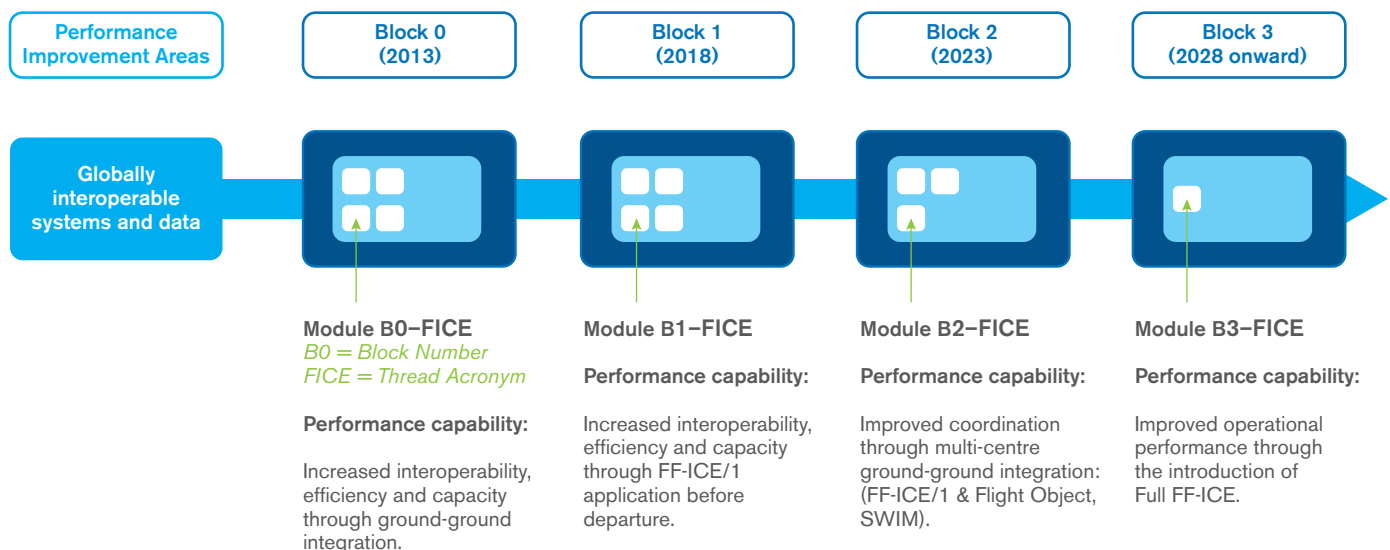 Performance
Improvement Areas
Block 0
(2013)
Block 1
(2018)
Block 2
(2023)
Block 3
(2028 onward)
Globally
interoperable
systems and data
Module B0–FICE
B0 = Block Number
FICE = Thread Acronym
Performance capability:
Increased interoperability,
efficiency and capacity
through ground-ground
integration.
Module B1–FICE
Performance capability:
Increased interoperability,
efficiency and capacity
through FF-ICE/1
application before
departure.
Module B2–FICE
Performance capability:
Improved coordination
through multi-centre
ground-ground integration:
(FF-ICE/1 & Flight Object,
SWIM).
Module B3–FICE
Performance capability:
Improved operational
performance through
the introduction of
Full FF-ICE.